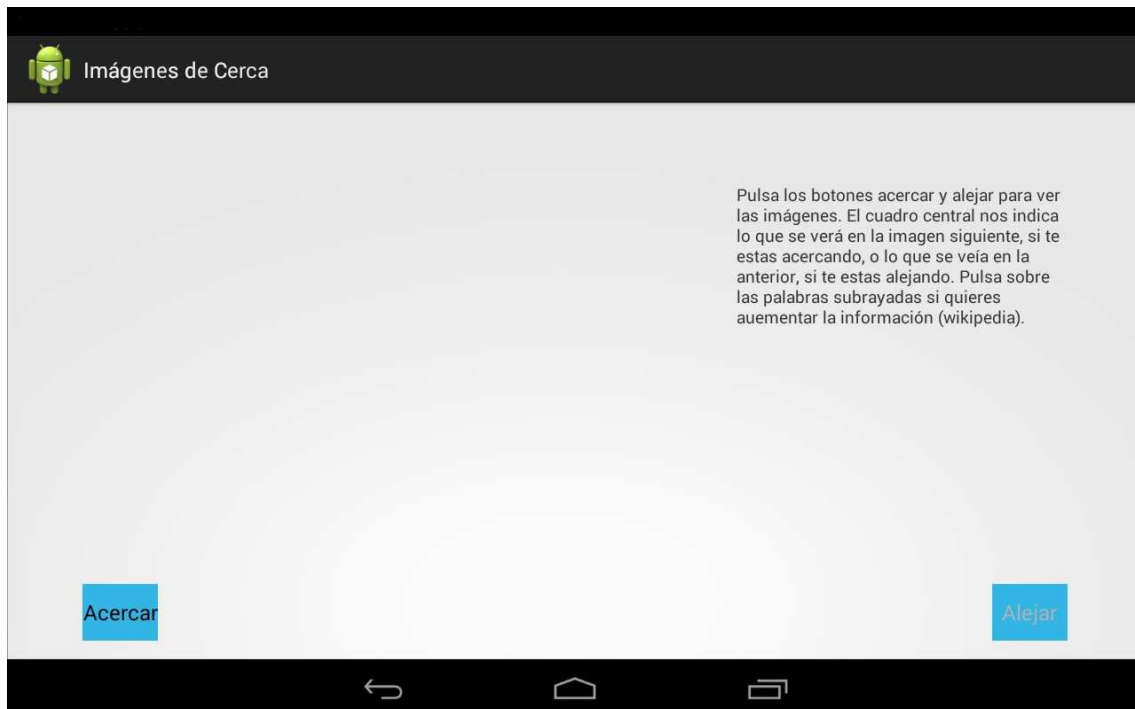 Imágenes de Cerca
Pulsa los botones acercar y alejar para ver
las imágenes. El cuadro central nos indica
lo que se verá en la imagen siguiente, si te
estas acercando, o lo que se veía en la
anterior, si te estas alejando. Pulsa sobre
las palabras subrayadas si quieres
auementar la información (wikipedia).
Acercar
Alejar